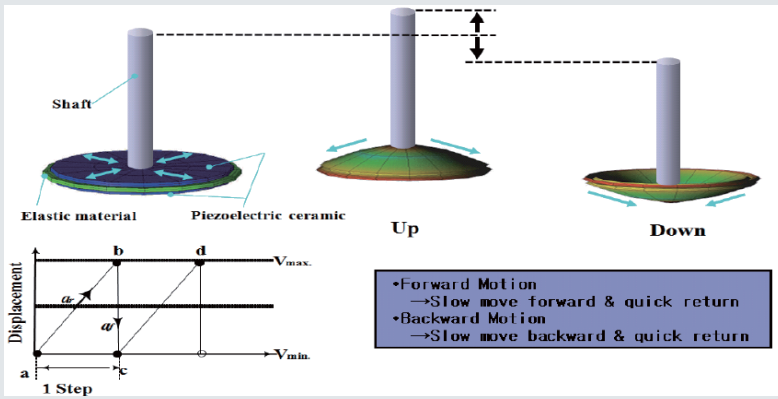 Shaft
Elastic material
Piezoelectric ceramic
Up
Down
Displacement
a
b
c
d
ar
af
Vmax.
Vmin.
1 Step
•Forward Motion
→Slow move forward & quick return
•Backward Motion
→Slow move backward & quick return